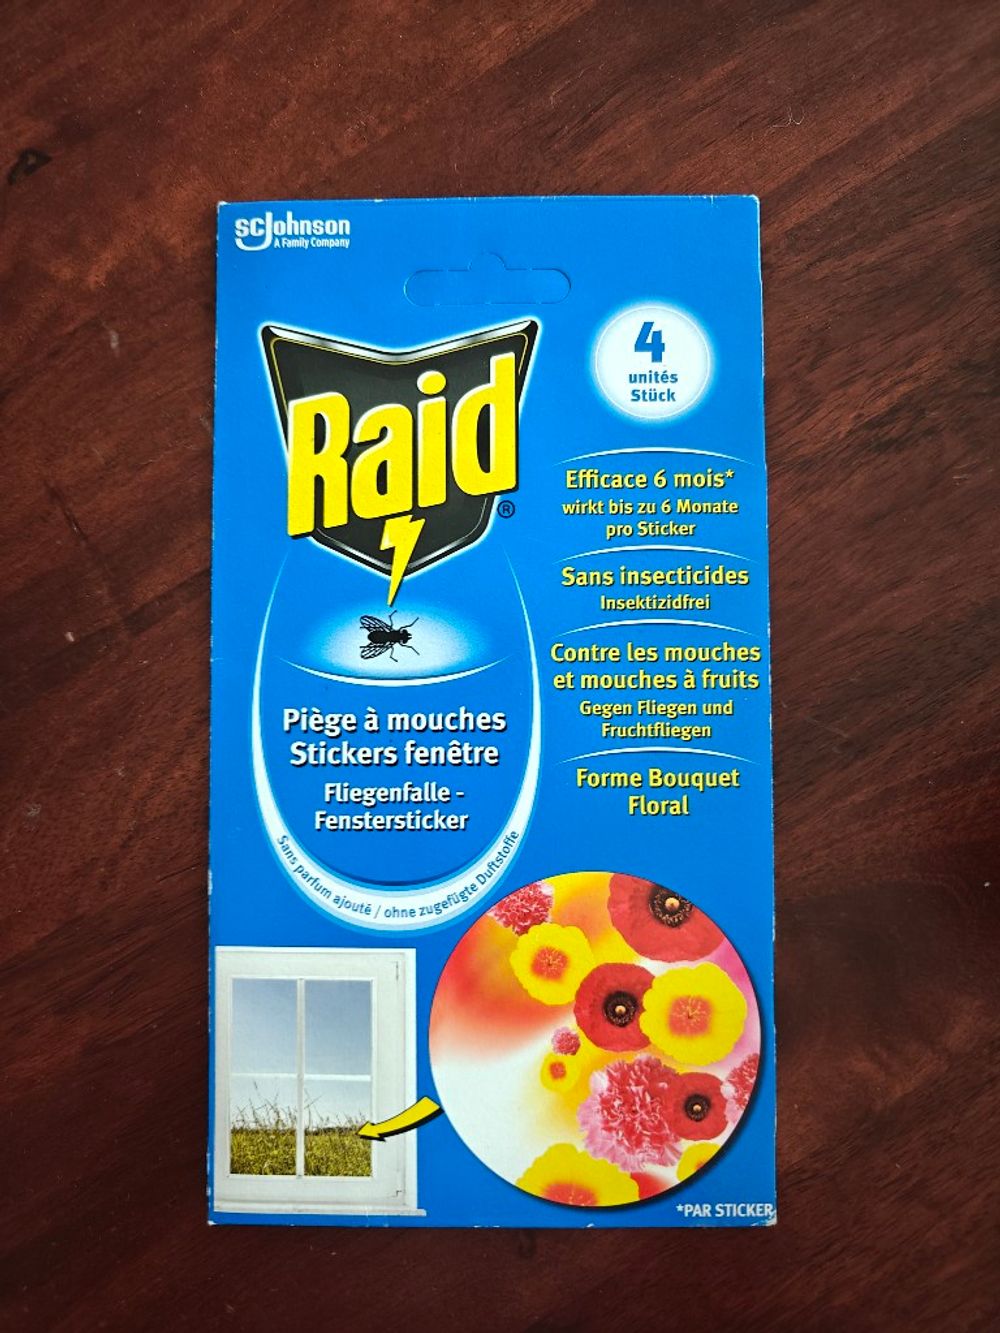 SCJohnson
A Family Company
4
unités
Stück
Raid
®
Efficace 6 mois*
wirkt bis zu 6 Monate
pro Sticker
Sans insecticides
Insektizidfrei
Contre les mouches
et mouches à fruits
Gegen Fliegen und
Fruchtfliegen
Forme Bouquet
Floral
Piège à mouches
Stickers fenêtre
Fliegenfalle -
Fenstersticker
Sans parfum ajouté / ohne zugefügte Duftstoffe
*PAR STICKER